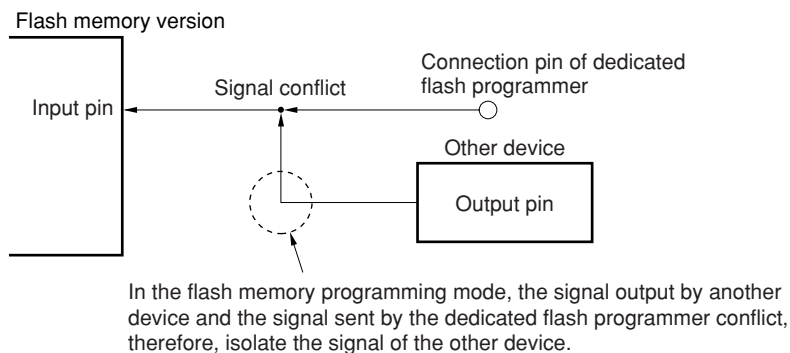 Flash memory version
Connection pin of dedicated
flash programmer
Signal conflict
Input pin
Other device
Output pin
In the flash memory programming mode, the signal output by another
device and the signal sent by the dedicated flash programmer conflict,
therefore, isolate the signal of the other device.